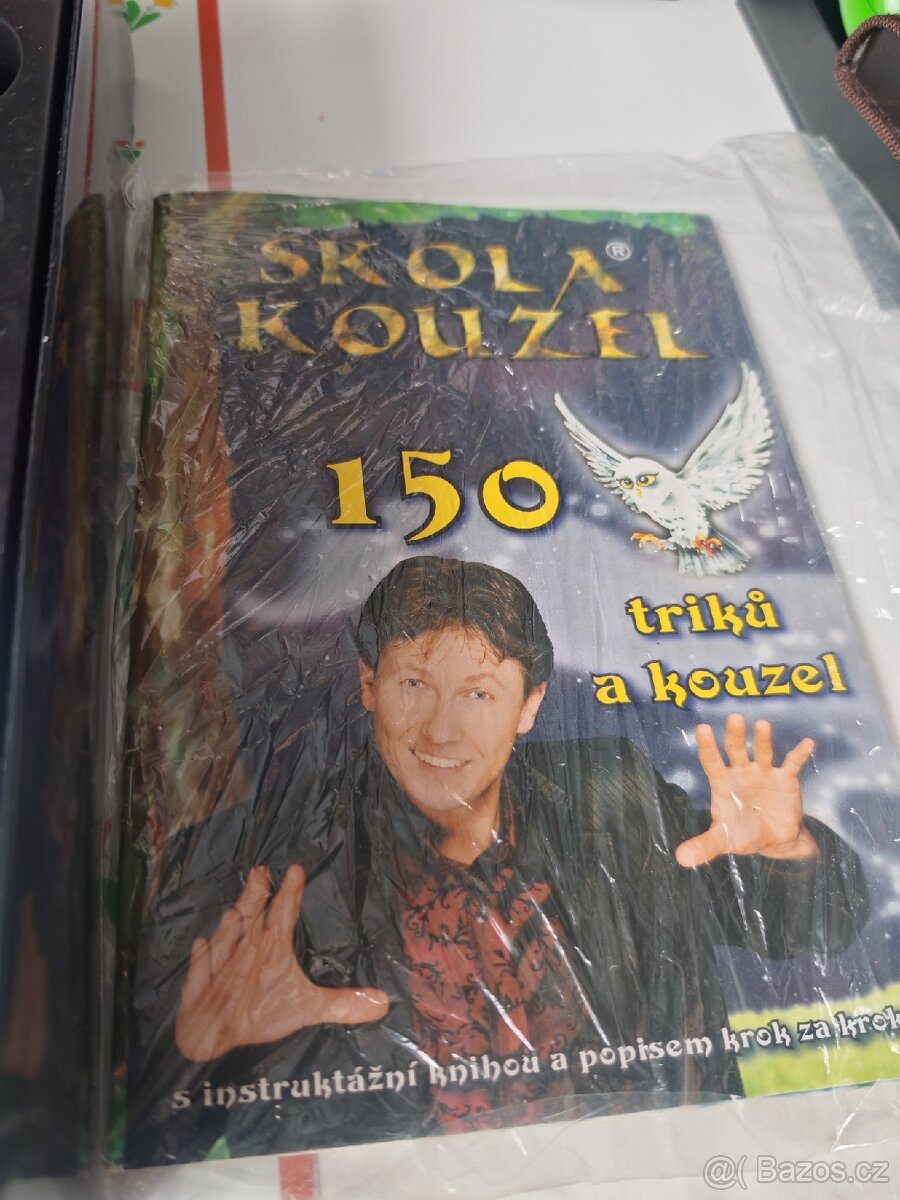 ŠKOLA®
KOUZEL
150
triků
a kouzel
s instruktážní knihou a popisem krok za krok
@( Bazos.cz